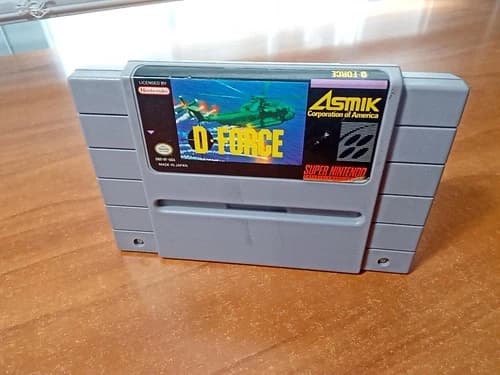 LICENSED BY
Nintendo
D-FORCE
D-FORCE
ASMIK
Corporation of America
MADE IN JAPAN
SUPER NINTENDO